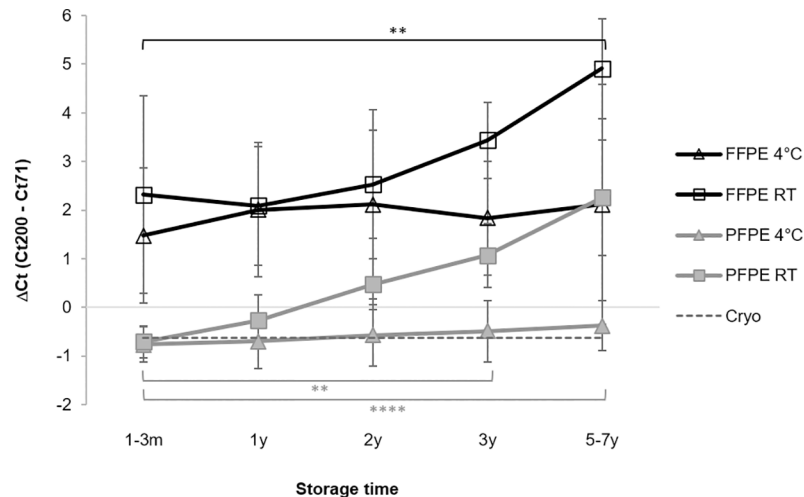 6
5
4
3
2
1
0
-1
-2
ΔCt (Ct200 - Ct71)
**
**
****
1-3m 1y 2y 3y 5-7y
Storage time
FFPE 4°C
FFPE RT
PFPE 4°C
PFPE RT
Cryo